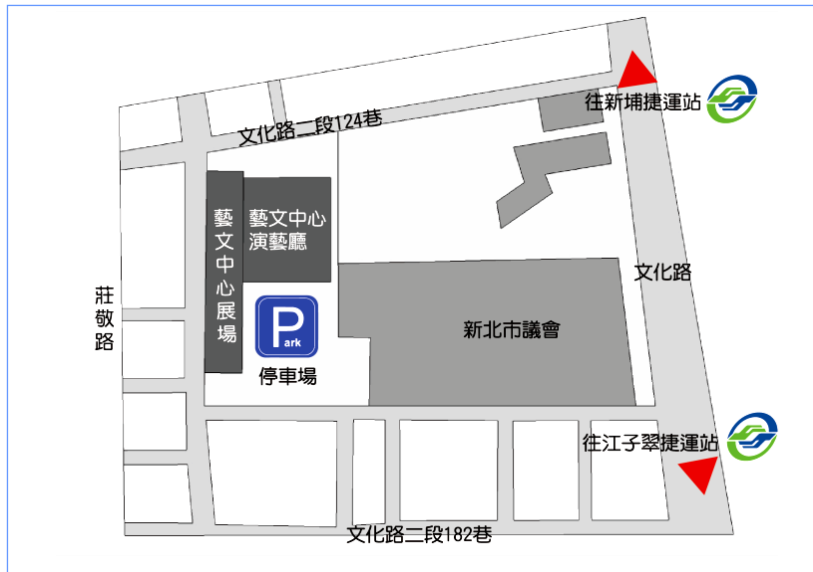 往新埔捷運站
文化路二段124巷
藝文中心展場
藝文中心
演藝廳
文化路
莊敬路
P
ark
新北市議會
停車場
往江子翠捷運站
文化路二段182巷